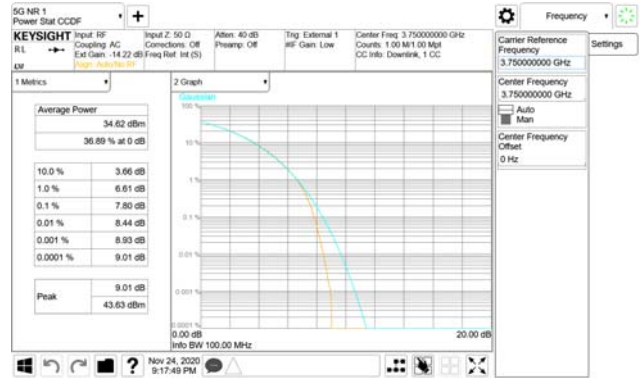 5G NR 1
Power Stat CCDF
Frequency
KEYSIGHT
RL
Input: RF
Coupling: AC
Ext Gain: -14.22 dB
Align: Auto/No RF
Input Z: 50 Ω
Corrections: Off
Freq Ref: Int (S)
Atten: 40 dB
Preamp: Off
Trig: External 1
#IF Gain: Low
Center Freq: 3.750000000 GHz
Counts: 1.00 M/1.00 Mpt
CC Info: Downlink, 1 CC
Carrier Reference
Frequency
3.750000000 GHz
Settings
Center Frequency
3.750000000 GHz
Auto
Man
Center Frequency
Offset
0 Hz
1 Metrics
Average Power
34.62 dBm
36.89 % at 0 dB
10.0 % 3.66 dB
1.0 % 6.61 dB
0.1 % 7.80 dB
0.01 % 8.44 dB
0.001 % 8.93 dB
0.0001 % 9.01 dB
Peak
9.01 dB
43.63 dBm
2 Graph
Gaussian
100 %
10 %
1 %
0.1 %
0.01 %
0.001 %
0.0001 %
0.00 dB
20.00 dB
Info BW 100.00 MHz
Nov 24, 2020
9:17:49 PM